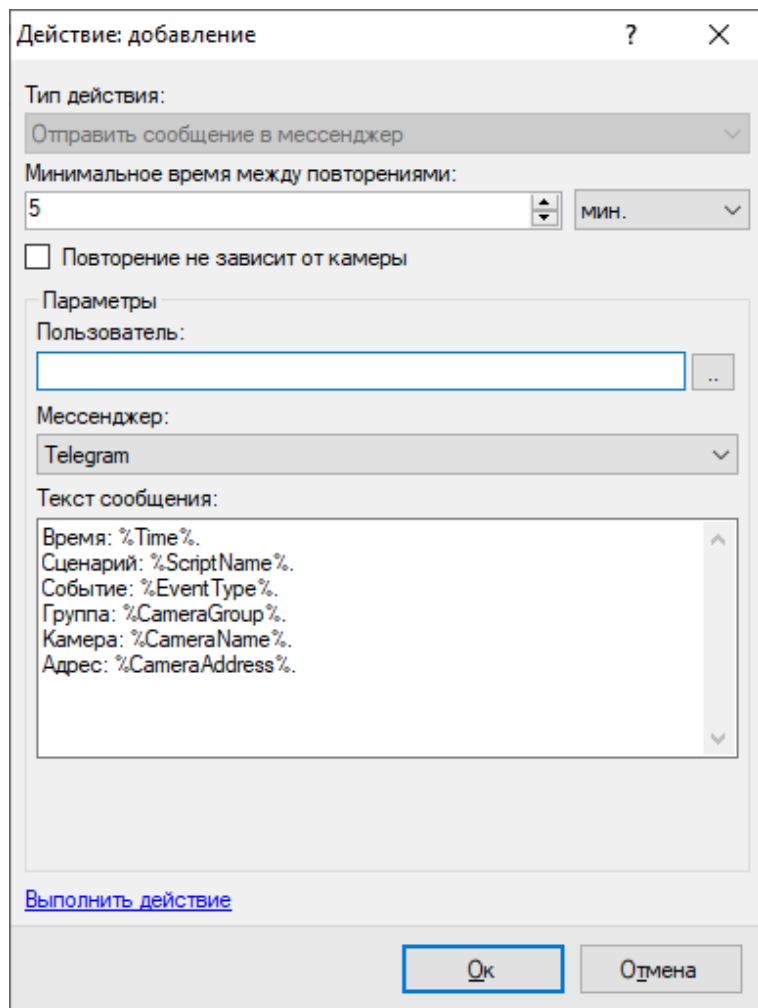 Действие: добавление
?
Тип действия:
Отправить сообщение в мессенджер
Минимальное время между повторениями:
5
мин.
Повторение не зависит от камеры
Параметры
Пользователь:
..
Мессенджер:
Telegram
Текст сообщения:
Время: %Time%.
Сценарий: %ScriptName%.
Событие: %EventType%.
Группа: %CameraGroup%.
Камера: %CameraName%.
Адрес: %CameraAddress%.
Выполнить действие
Ок
Отмена